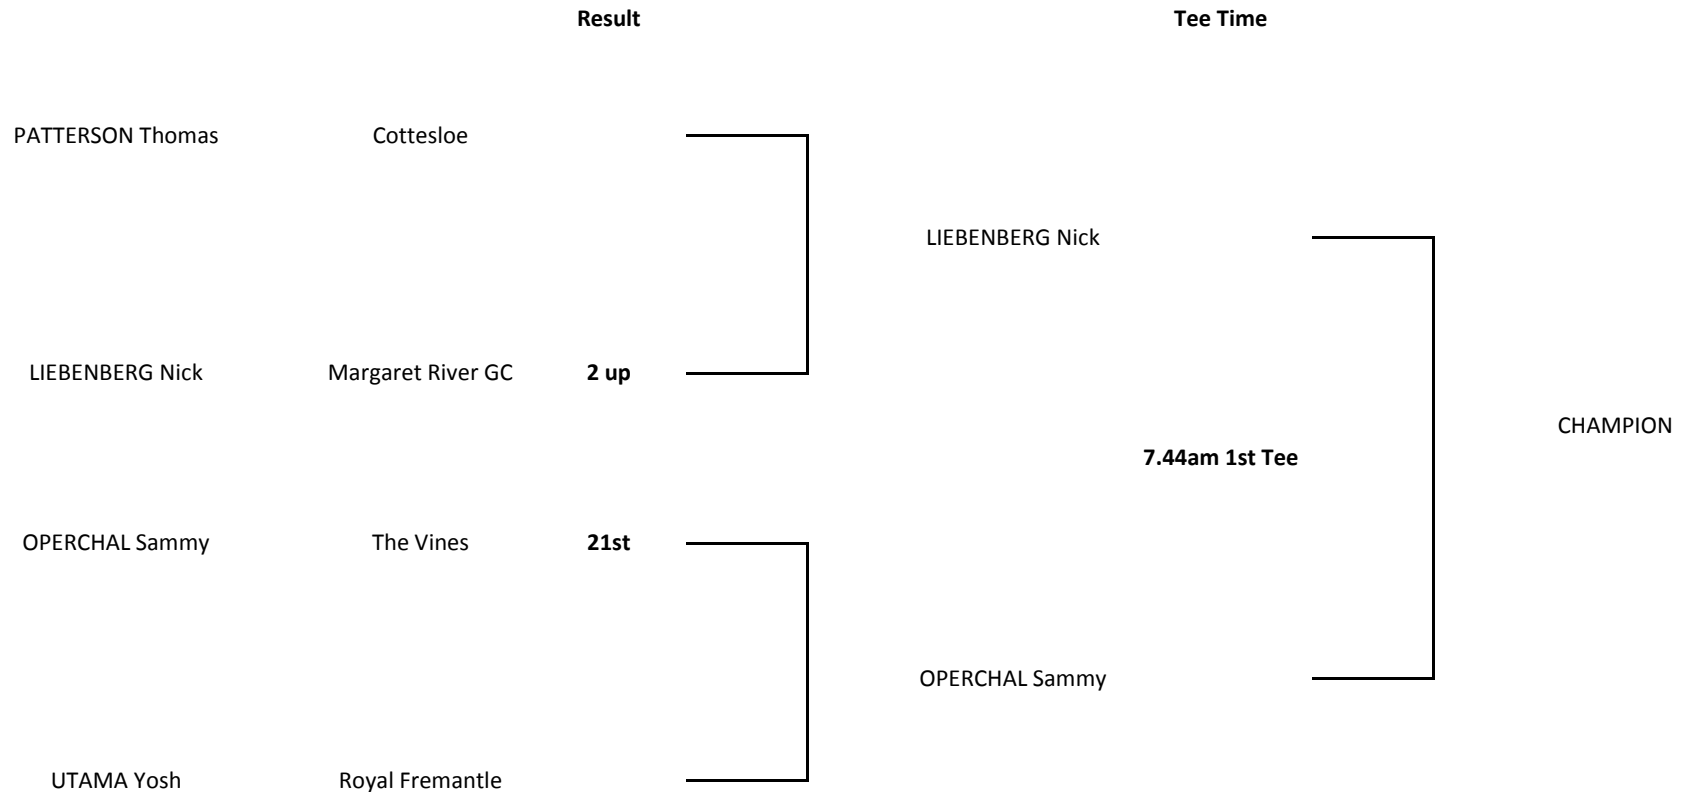 Result Tee Time
PATTERSON Thomas Cottesloe
LIEBENBERG Nick
LIEBENBERG Nick Margaret River GC 2 up
CHAMPION
7.44am 1st Tee
OPERCHAL Sammy The Vines 21st
OPERCHAL Sammy
UTAMA Yosh Royal Fremantle